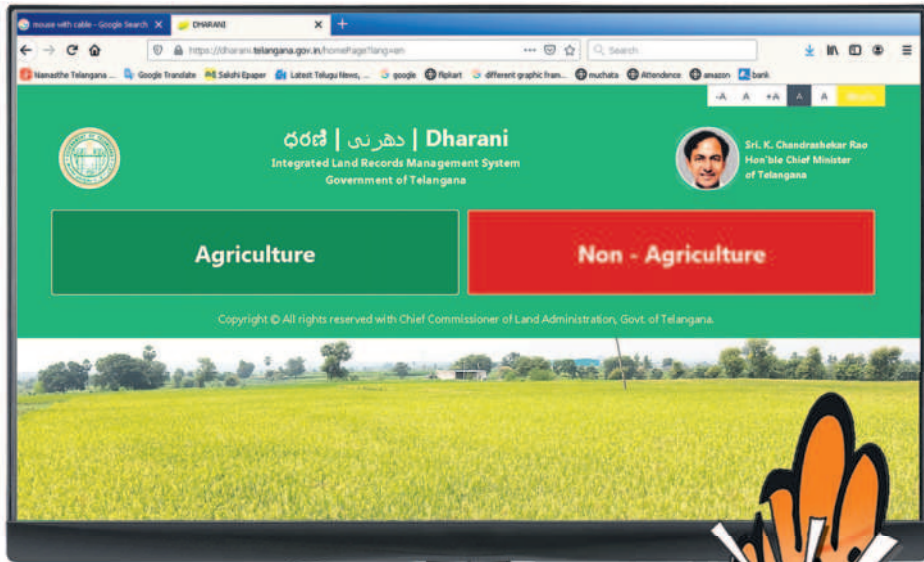 mouse with cable - Google Search
DHARANI
https://dharani.telangana.gov.in/homePage?lang=en
Search
Namasthe Telangana ...
Google Translate
Sakshi Epaper
Latest Telugu News, ...
google
flipkart
different graphic fram...
muchata
Attendence
amazon
bank
-A A +A A A
ధరణి | دھرنی | Dharani
Integrated Land Records Management System
Government of Telangana
Sri. K. Chandrashekar Rao
Hon'ble Chief Minister
of Telangana
Agriculture
Non - Agriculture
Copyright © All rights reserved with Chief Commissioner of Land Administration, Govt. of Telangana.